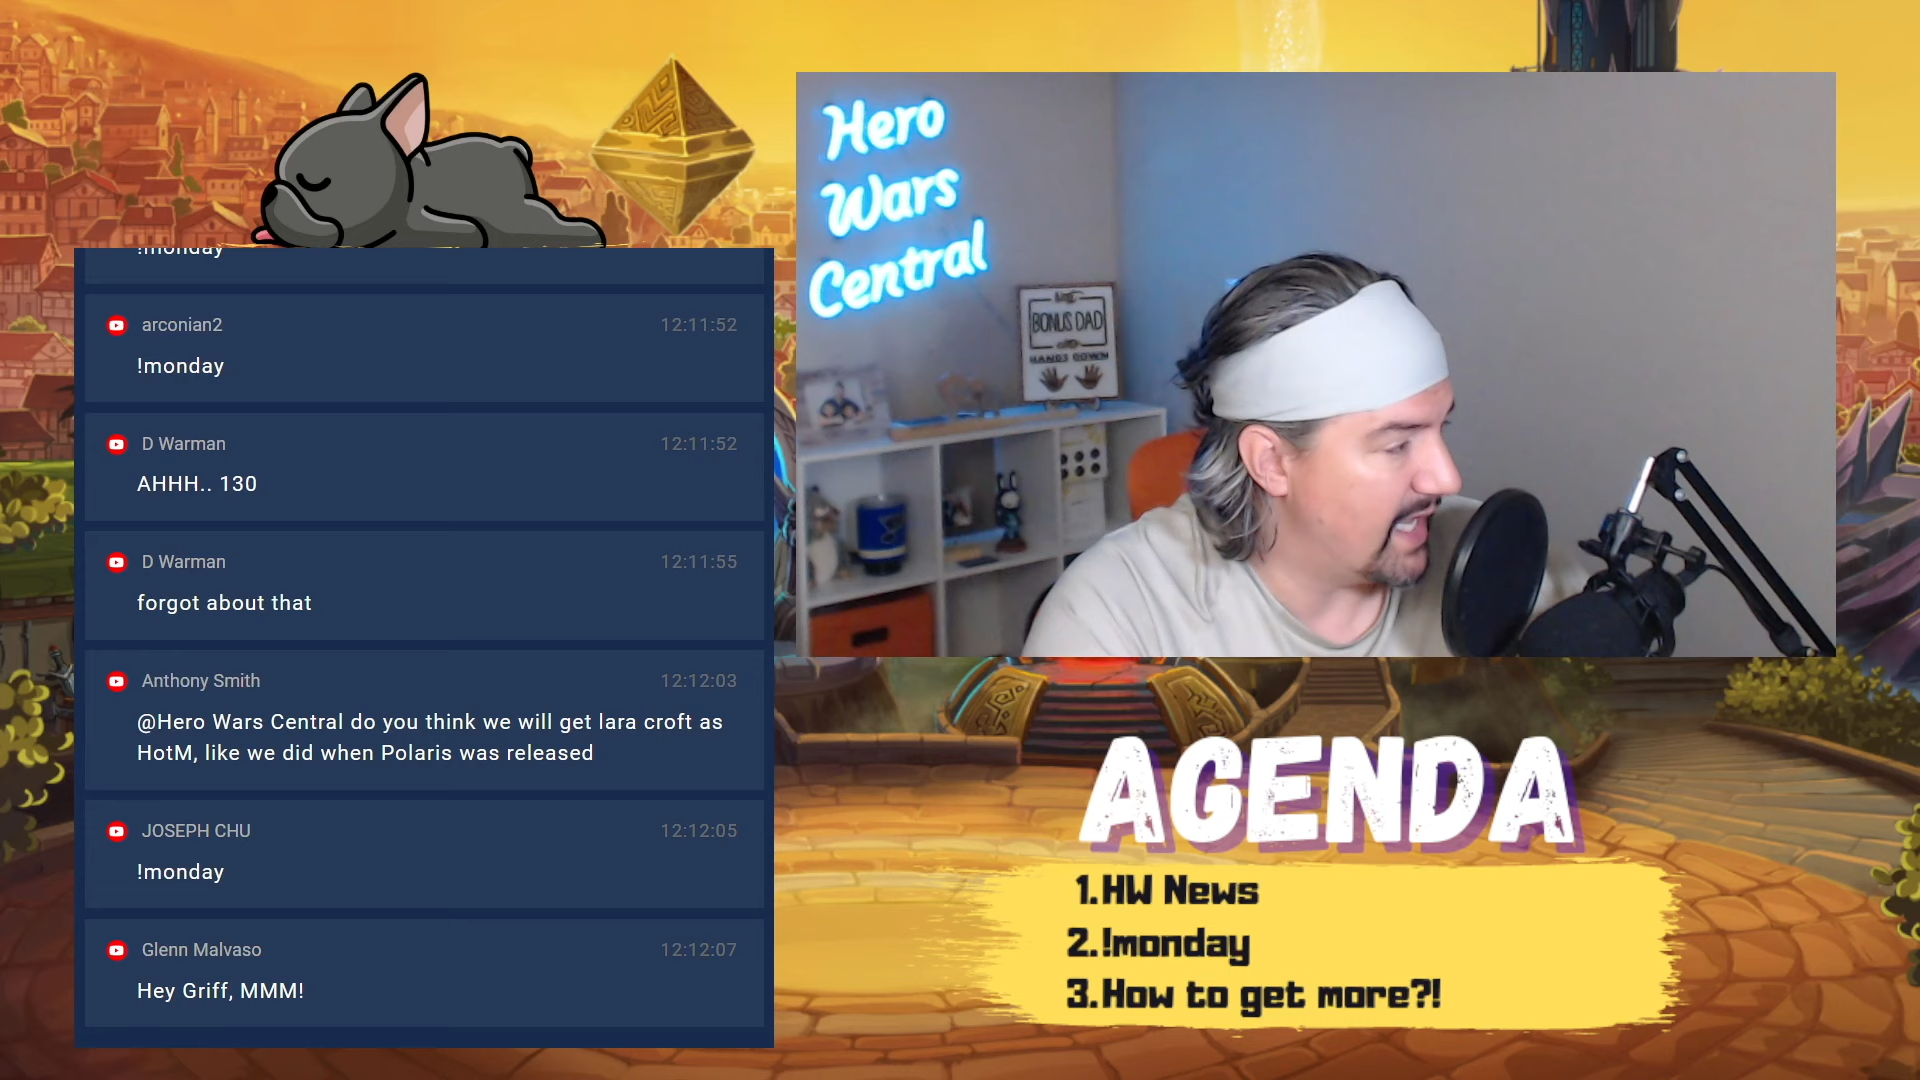 !monday
arconian2 12:11:52
!monday
D Warman 12:11:52
AHHH.. 130
D Warman 12:11:55
forgot about that
Anthony Smith 12:12:03
@Hero Wars Central do you think we will get lara croft as
HotM, like we did when Polaris was released
JOSEPH CHU 12:12:05
!monday
Glenn Malvaso 12:12:07
Hey Griff, MMM!
Hero
Wars
Central
BONUS DAD
HANDS DOWN
AGENDA
1.HW News
2.!monday
3.How to get more?!